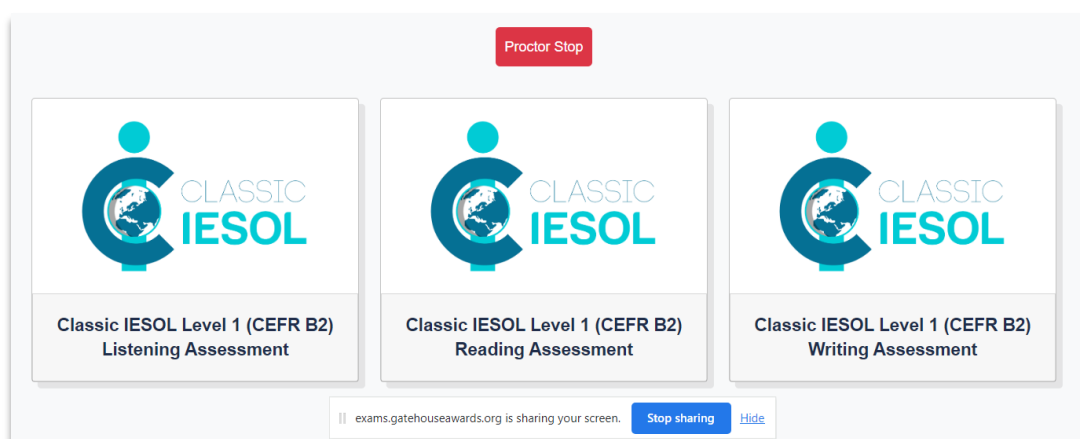 Proctor Stop
CLASSIC
IESOL
Classic IESOL Level 1 (CEFR B2)
Listening Assessment
CLASSIC
IESOL
Classic IESOL Level 1 (CEFR B2)
Reading Assessment
CLASSIC
IESOL
Classic IESOL Level 1 (CEFR B2)
Writing Assessment
exams.gatehouseawards.org is sharing your screen. Stop sharing Hide